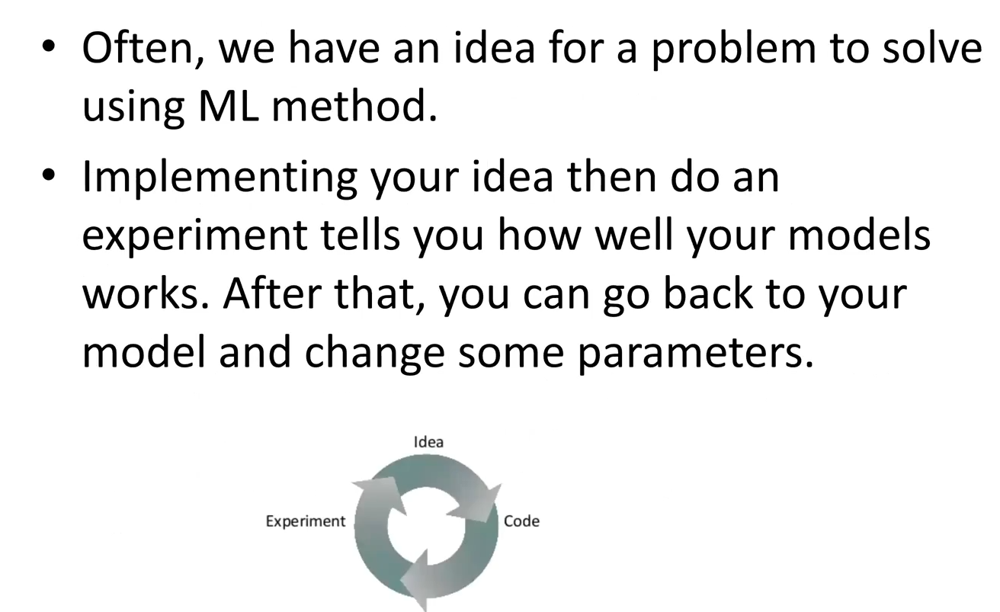 • Often, we have an idea for a problem to solve
using ML method.
• Implementing your idea then do an
experiment tells you how well your models
works. After that, you can go back to your
model and change some parameters.
Idea
Experiment
Code